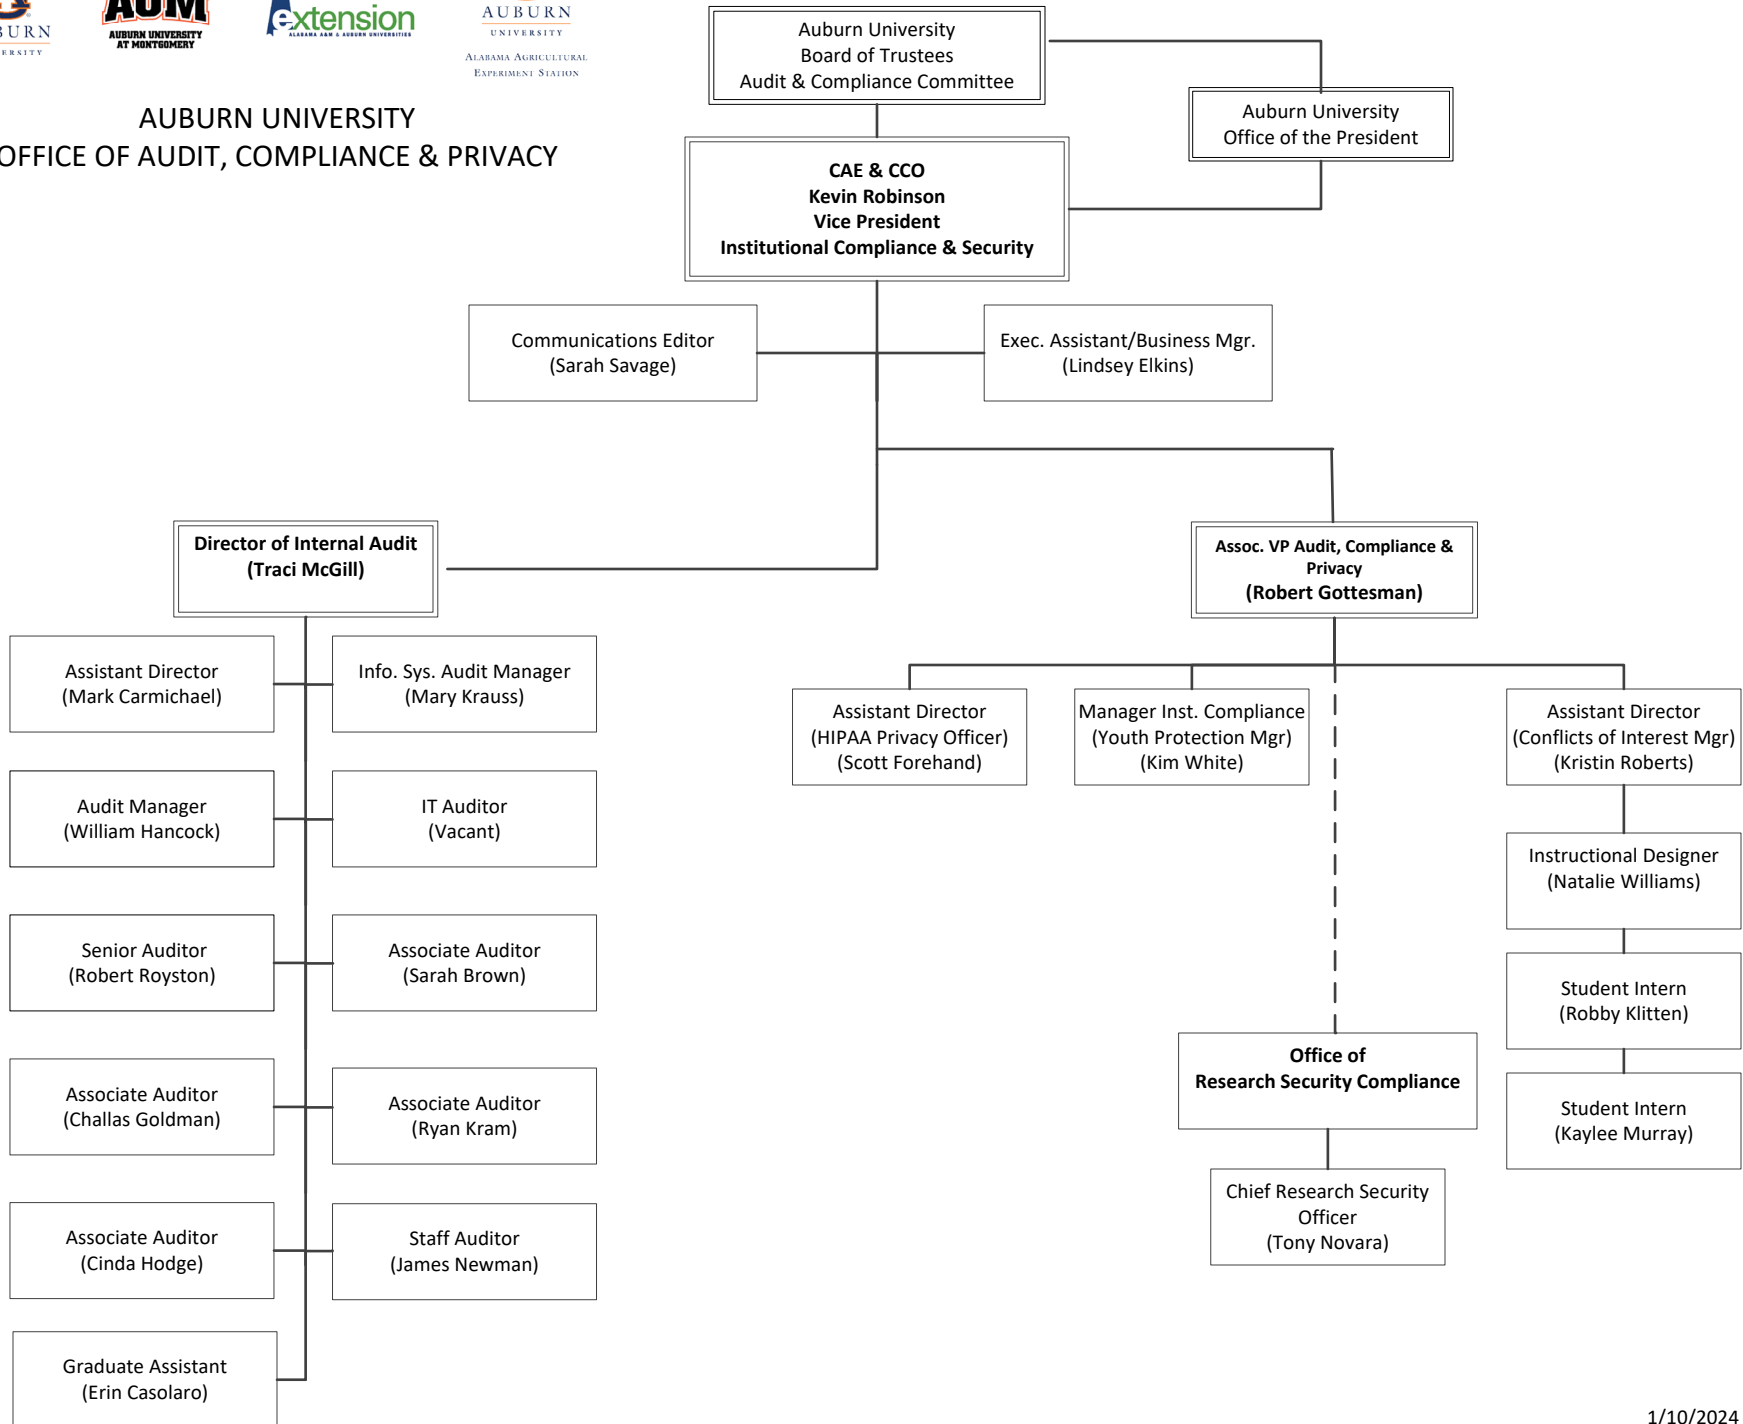 AUBURN UNIVERSITY
AT MONTGOMERY
extension
ALABAMA A&M & AUBURN UNIVERSITIES
AUBURN
UNIVERSITY
ALABAMA AGRICULTURAL
EXPERIMENT STATION
AUBURN UNIVERSITY
OFFICE OF AUDIT, COMPLIANCE & PRIVACY
Auburn University
Board of Trustees
Audit & Compliance Committee
Auburn University
Office of the President
CAE & CCO
Kevin Robinson
Vice President
Institutional Compliance & Security
Communications Editor
(Sarah Savage)
Exec. Assistant/Business Mgr.
(Lindsey Elkins)
Director of Internal Audit
(Traci McGill)
Assoc. VP Audit, Compliance &
Privacy
(Robert Gottesman)
Assistant Director
(Mark Carmichael)
Info. Sys. Audit Manager
(Mary Krauss)
Audit Manager
(William Hancock)
IT Auditor
(Vacant)
Senior Auditor
(Robert Royston)
Associate Auditor
(Sarah Brown)
Associate Auditor
(Challas Goldman)
Associate Auditor
(Ryan Kram)
Associate Auditor
(Cinda Hodge)
Staff Auditor
(James Newman)
Graduate Assistant
(Erin Casolaro)
Assistant Director
(HIPAA Privacy Officer)
(Scott Forehand)
Manager Inst. Compliance
(Youth Protection Mgr)
(Kim White)
Assistant Director
(Conflicts of Interest Mgr)
(Kristin Roberts)
Instructional Designer
(Natalie Williams)
Student Intern
(Robby Klitten)
Student Intern
(Kaylee Murray)
Office of
Research Security Compliance
Chief Research Security
Officer
(Tony Novara)
1/10/2024